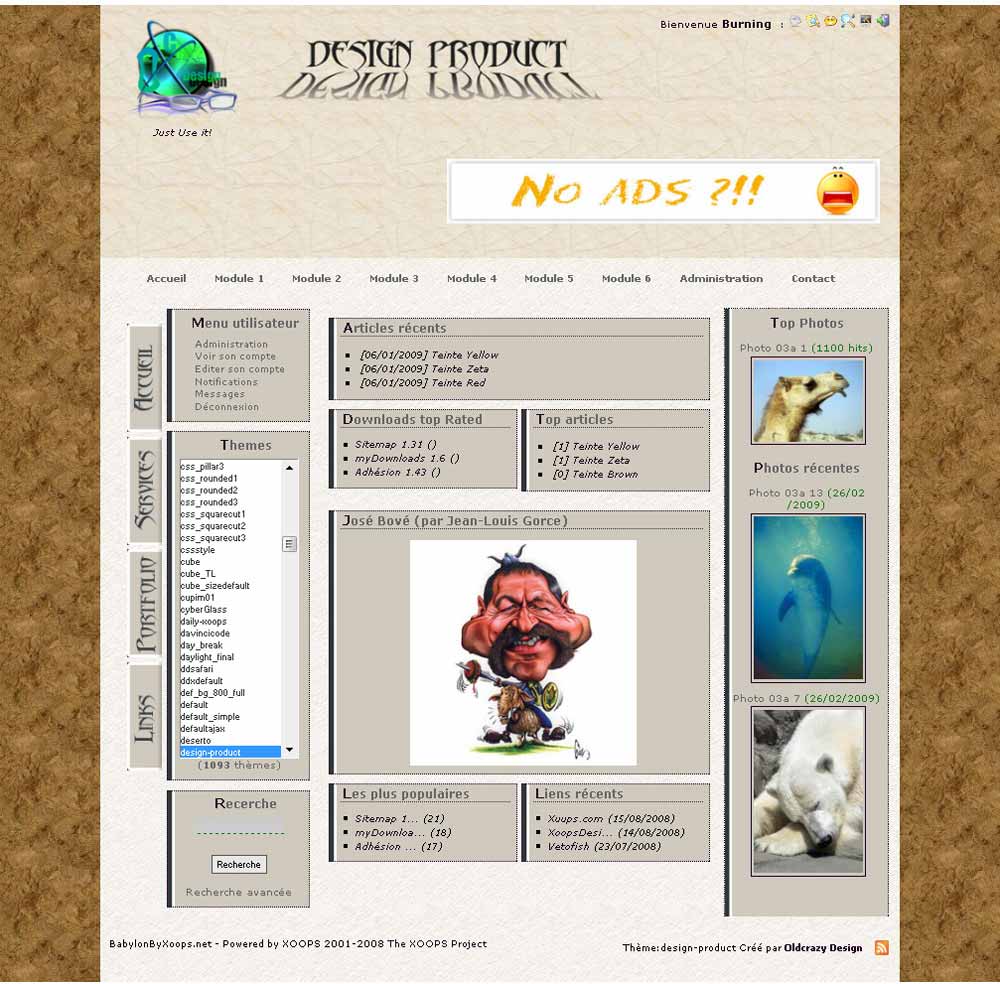 Bienvenue Burning :
Design
Design
DESIGN PRODUCT
Just Use it!
NO ADS ?!!
Accueil Module 1 Module 2 Module 3 Module 4 Module 5 Module 6 Administration Contact
ACCUEIL
SERVICES
PORTFOLIO
LINKS
Menu utilisateur
Administration
Voir son compte
Editer son compte
Notifications
Messages
Déconnexion
Themes
css_pillar3
css_rounded1
css_rounded2
css_rounded3
css_squarecut1
css_squarecut2
css_squarecut3
cssstyle
cube
cube_TL
cube_sizedefault
cupim01
cyberGlass
daily-xoops
davincicode
day_break
daylight_final
ddsafari
ddxdefault
def_bg_800_full
default
default_simple
defaultajax
deserto
design-product
(1093 thèmes)
Recerche
Recherche
Recherche avancée
Articles récents
[06/01/2009] Teinte Yellow
[06/01/2009] Teinte Zeta
[06/01/2009] Teinte Red
Downloads top Rated
Sitemap 1.31 ()
myDownloads 1.6 ()
Adhésion 1.43 ()
Top articles
[1] Teinte Yellow
[1] Teinte Zeta
[0] Teinte Brown
José Bové (par Jean-Louis Gorce)
Les plus populaires
Sitemap 1... (21)
myDownloa... (18)
Adhésion ... (17)
Liens récents
Xuups.com (15/08/2008)
XoopsDesi... (14/08/2008)
Vetofish (23/07/2008)
Top Photos
Photo 03a 1 (1100 hits)
Photos récentes
Photo 03a 13 (26/02
/2009)
Photo 03a 7 (26/02/2009)
BabylonByXoops.net - Powered by XOOPS 2001-2008 The XOOPS Project
Thème:design-product Créé par Oldcrazy Design